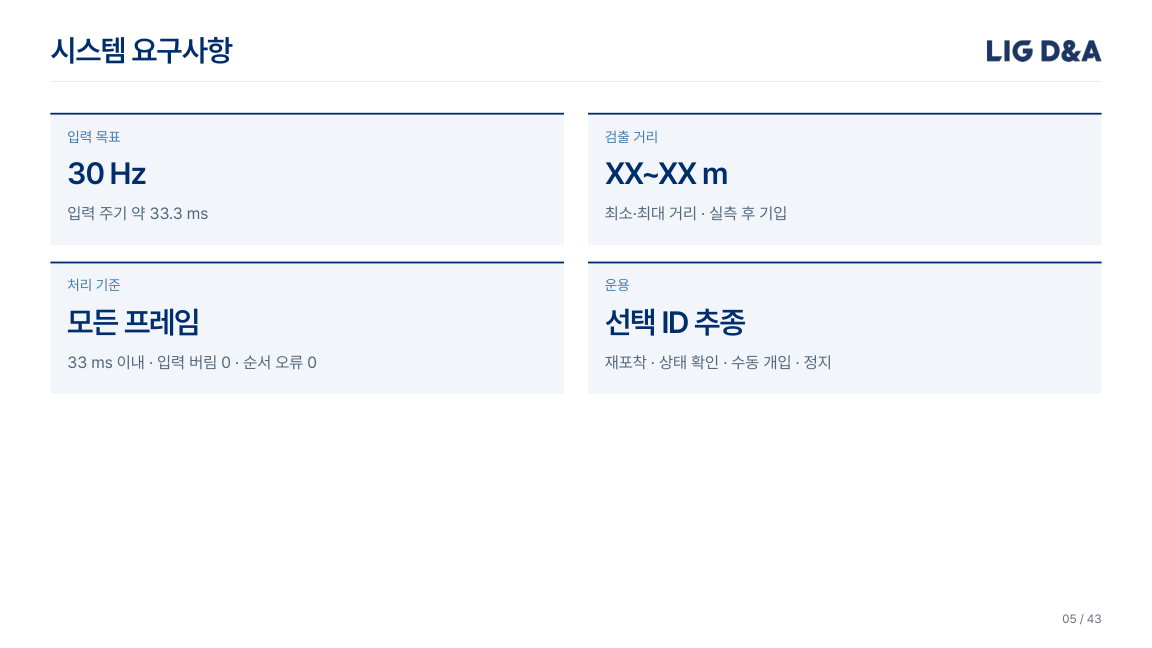 시스템 요구사항
LIG D&A
입력 목표
30 Hz
입력 주기 약 33.3 ms
검출 거리
XX~XX m
최소·최대 거리 · 실측 후 기입
처리 기준
모든 프레임
33 ms 이내 · 입력 버림 0 · 순서 오류 0
운용
선택 ID 추종
재포착 · 상태 확인 · 수동 개입 · 정지
05 / 43